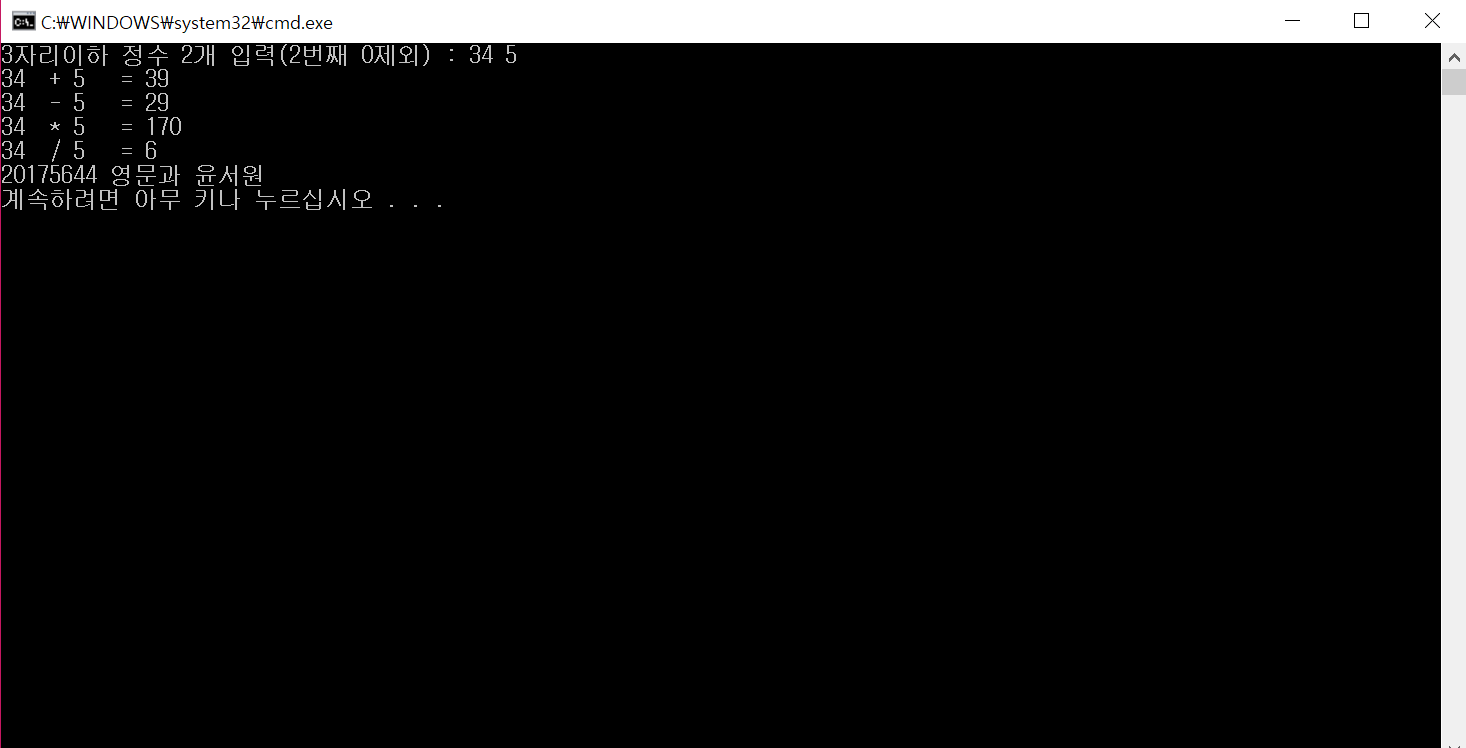 C:₩WINDOWS₩system32₩cmd.exe
3자리이하 정수 2개 입력(2번째 0제외) : 34 5
34  + 5   = 39
34  - 5   = 29
34  * 5   = 170
34  / 5   = 6
20175644 영문과 윤서원
계속하려면 아무 키나 누르십시오 . . .